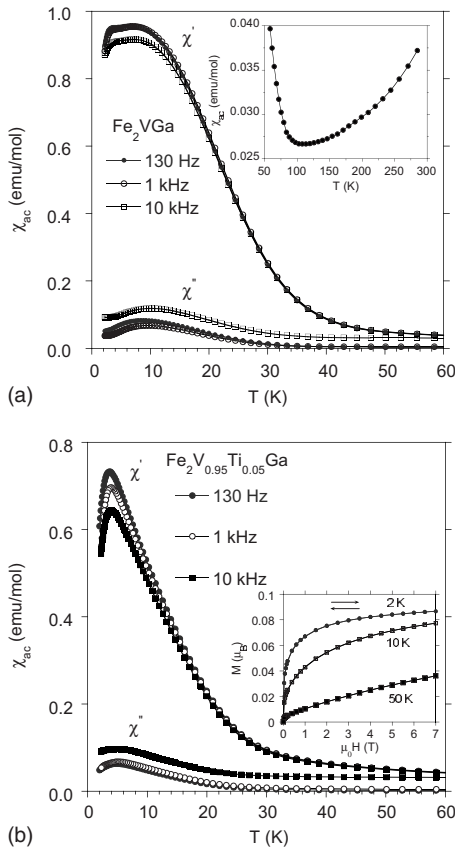 1.0
0.8
0.6
0.4
0.2
0.0
χac (emu/mol)
χ'
Fe2VGa
130 Hz
1 kHz
10 kHz
χ"
0.040
0.035
0.030
0.025
χac (emu/mol)
50 100 150 200 250 300
T (K)
0 10 20 30 40 50 60
T (K)
(a)
0.8
0.6
0.4
0.2
0.0
χac (emu/mol)
χ'
Fe2V0.95Ti0.05Ga
130 Hz
1 kHz
10 kHz
χ"
0.1
0.08
0.06
0.04
0.02
0
M (μB)
2K
10K
50K
0 1 2 3 4 5 6 7
μ0H (T)
0 10 20 30 40 50 60
T (K)
(b)